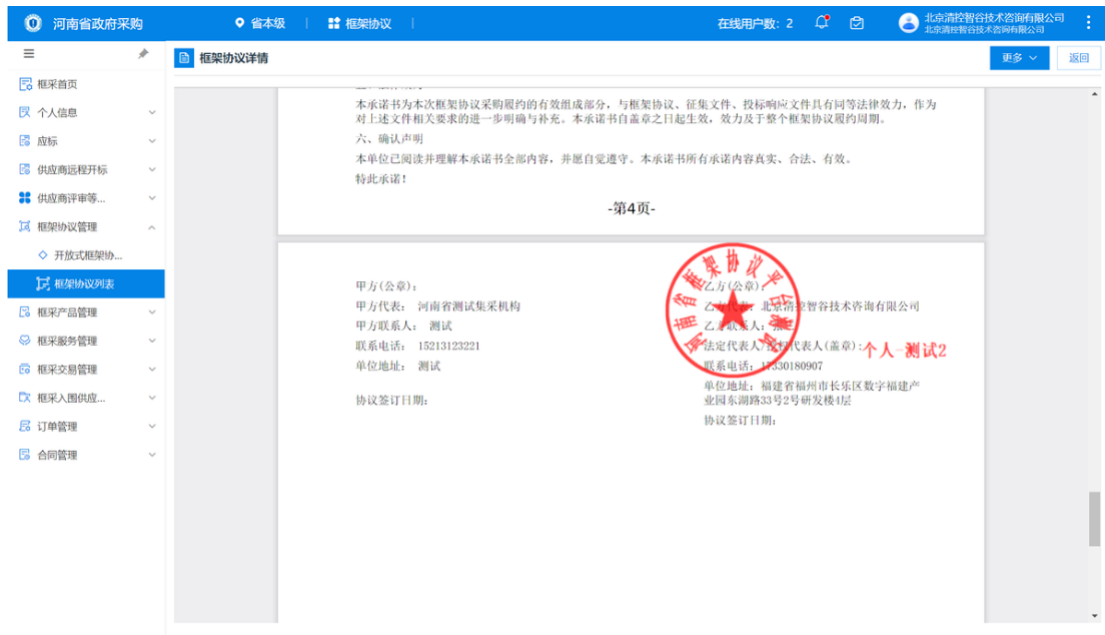 河南省政府采购
省本级
框架协议
在线用户数：2
北京清控智谷技术咨询有限公司
北京清控智谷技术咨询有限公司
框架协议详情
更多
返回
框采首页
个人信息
应标
供应商远程开标
供应商评审等...
框架协议管理
开放式框架协...
框架协议列表
框采产品管理
框采服务管理
框采交易管理
框采入围供应...
订单管理
合同管理
本承诺书为本次框架协议采购履约的有效组成部分，与框架协议、征集文件、投标响应文件具有同等法律效力，作为
对上述文件相关要求的进一步明确与补充。本承诺书自盖章之日起生效，效力及于整个框架协议履约周期。
六、确认声明
本单位已阅读并理解本承诺书全部内容，并愿自觉遵守。本承诺书所有承诺内容真实、合法、有效。
特此承诺！
-第4页-
甲方(公章)：
甲方代表： 河南省测试集采机构
甲方联系人： 测试
联系电话： 15213123221
单位地址： 测试
协议签订日期：
乙方(公章)：
乙方代表：北京清控智谷技术咨询有限公司
乙方联系人：
法定代表人/授权代表人(盖章)：个人-测试2
联系电话：17330180907
单位地址：福建省福州市长乐区数字福建产
业园东湖路33号2号研发楼4层
协议签订日期：
河南省框架协议平台